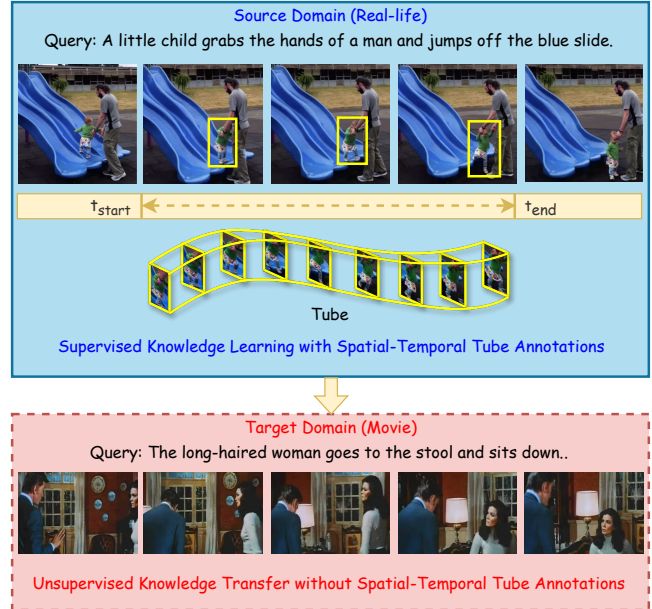 Source Domain (Real-life)
Query: A little child grabs the hands of a man and jumps off the blue slide.
tstart
tend
Tube
Supervised Knowledge Learning with Spatial-Temporal Tube Annotations
Target Domain (Movie)
Query: The long-haired woman goes to the stool and sits down..
Unsupervised Knowledge Transfer without Spatial-Temporal Tube Annotations